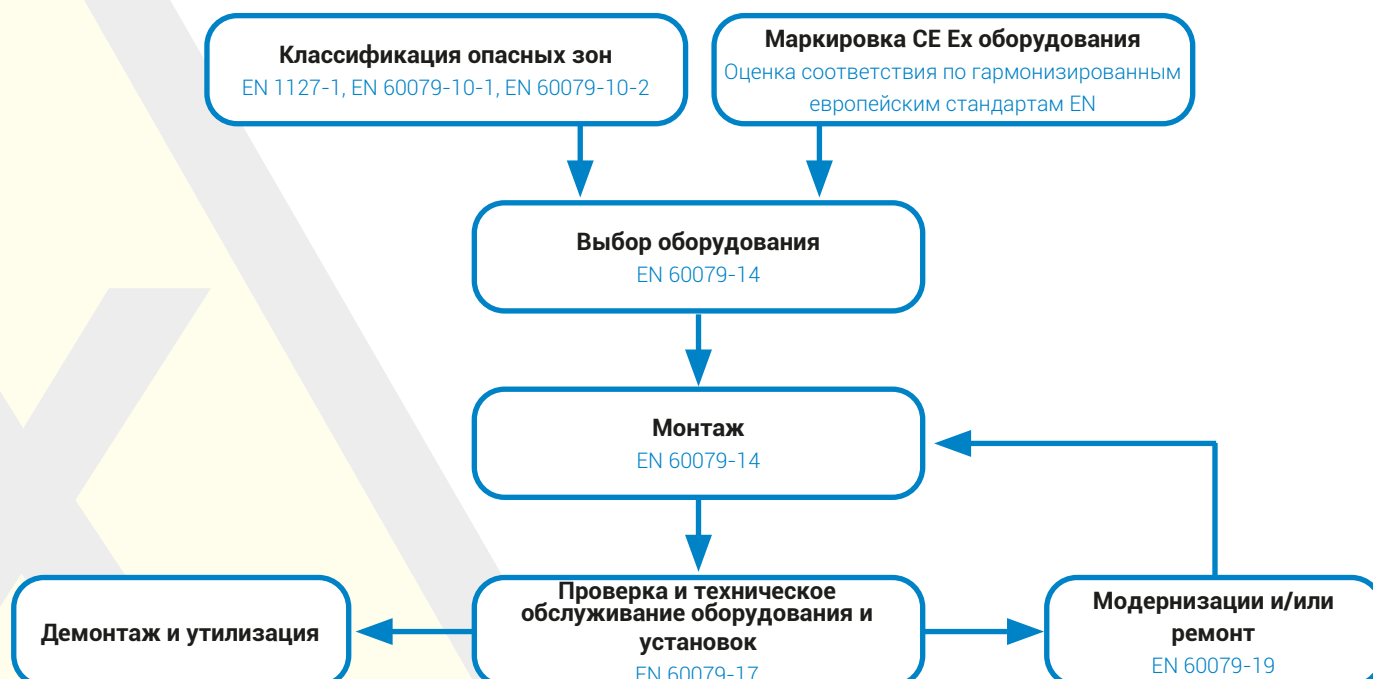 Классификация опасных зон
EN 1127-1, EN 60079-10-1, EN 60079-10-2
Маркировка CE Ex оборудования
Оценка соответствия по гармонизированным
европейским стандартам EN
Выбор оборудования
EN 60079-14
Монтаж
EN 60079-14
Демонтаж и утилизация
Проверка и техническое
обслуживание оборудования и
установок
EN 60079-17
Модернизации и/или
ремонт
EN 60079-19